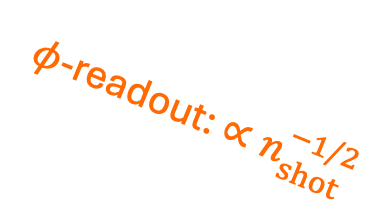 ϕ-readout: ∝ n_shot^−1/2